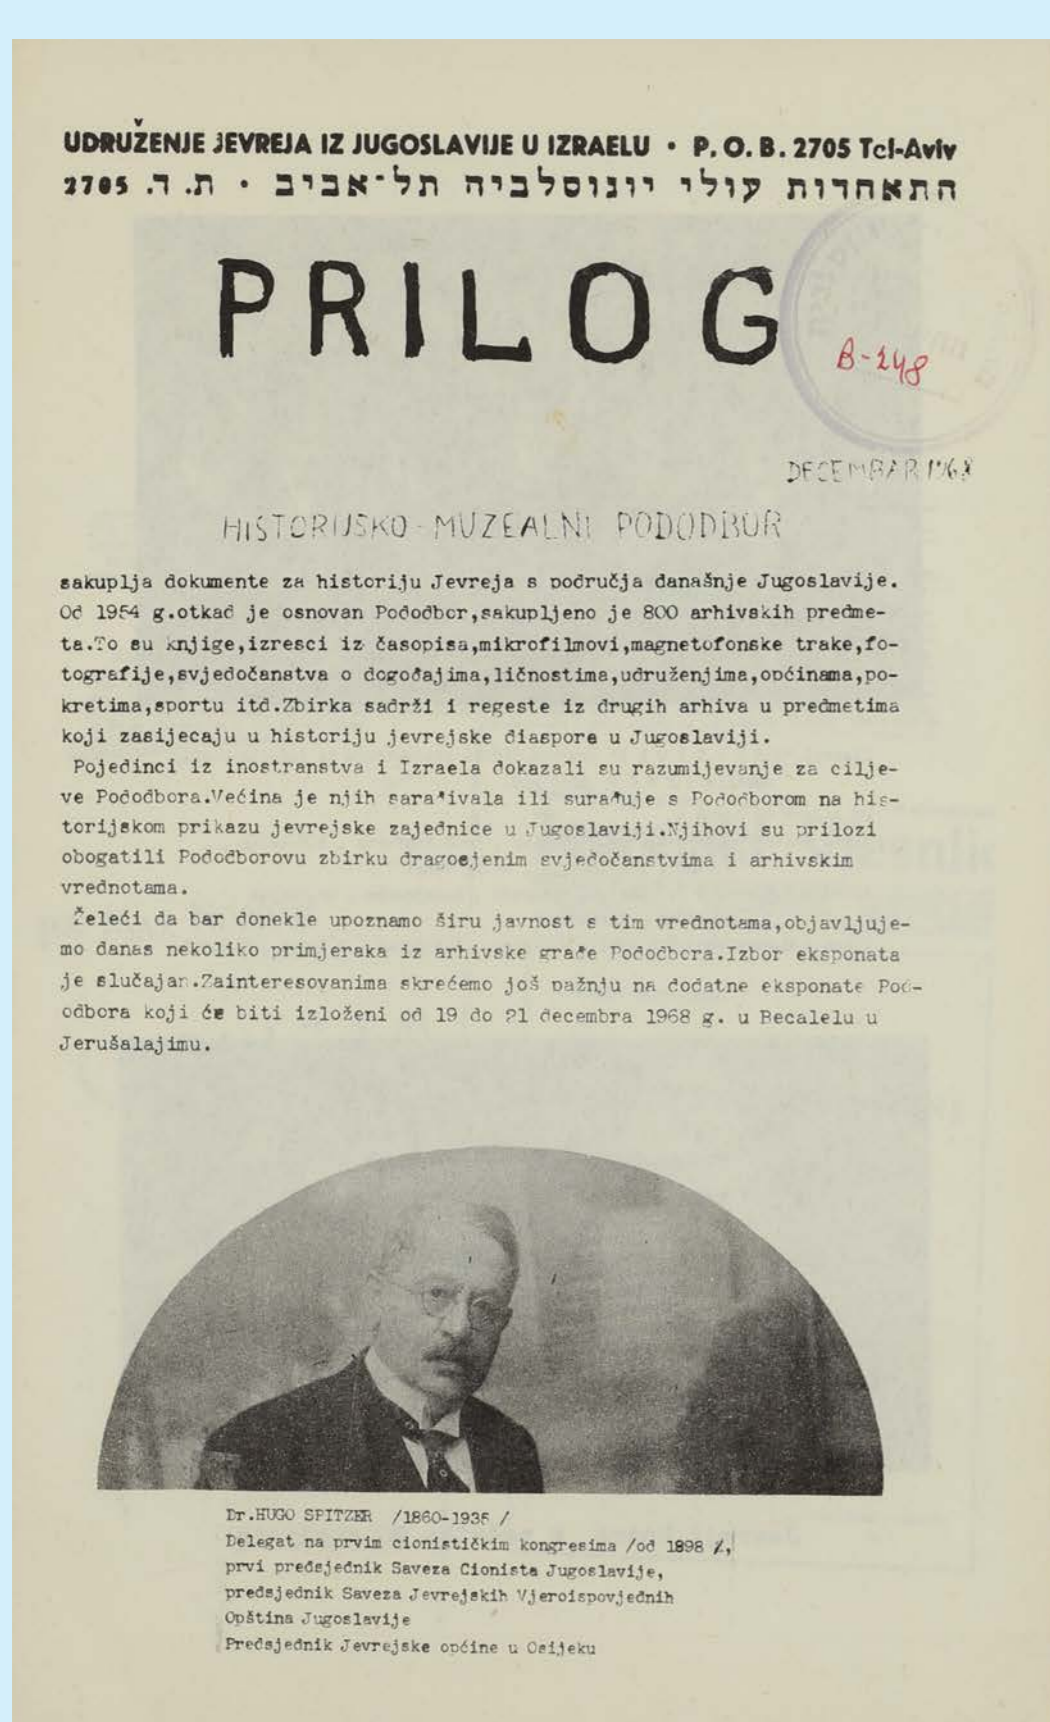 UDRUŽENJE JEVREJA IZ JUGOSLAVIJE U IZRAELU • P. O. B. 2705 Tel-Aviv
התאחדות עולי יוגוסלביה תל־אביב • ת. ד. 2705
PRILOG
B-248
DECEMBAR 1968
HISTORIJSKO-MUZEALNI PODODBOR
sakuplja dokumente za historiju Jevreja s područja današnje Jugoslavije.
Od 1954 g.otkad je osnovan Pododbor,sakupljeno je 800 arhivskih predme-
ta.To su knjige,izresci iz časopisa,mikrofilmovi,magnetofonske trake,fo-
tografije,svjedočanstva o događajima,ličnostima,udruženjima,općinama,po-
kretima,sportu itd.Zbirka sadrži i regeste iz drugih arhiva u predmetima
koji zasijecaju u historiju jevrejske diaspore u Jugoslaviji.
Pojedinci iz inostranstva i Izraela dokazali su razumijevanje za cilje-
ve Pododbora.Većina je njih sarađivala ili surađuje s Pododborom na his-
torijskom prikazu jevrejske zajednice u Jugoslaviji.Njihovi su prilozi
obogatili Pododborovu zbirku dragocjenim svjedočanstvima i arhivskim
vrednotama.
Želeći da bar donekle upoznamo širu javnost s tim vrednotama,objavljuje-
mo danas nekoliko primjeraka iz arhivske građe Pododbora.Izbor eksponata
je slučajan.Zainteresovanima skrećemo još pažnju na dodatne eksponate Pod-
odbora koji će biti izloženi od 19 do 21 decembra 1968 g. u Becalelu u
Jerušalajimu.
Dr.HUGO SPITZER /1860-1935 /
Delegat na prvim cionističkim kongresima /od 1898 /,
prvi predsjednik Saveza Cionista Jugoslavije,
predsjednik Saveza Jevrejskih Vjeroispovjednih
Opština Jugoslavije
Predsjednik Jevrejske općine u Osijeku